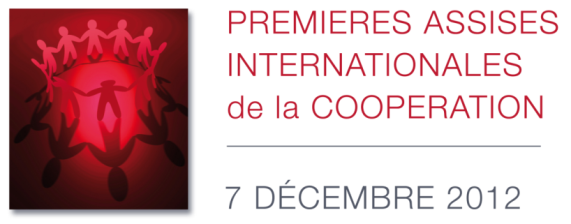 PREMIERES ASSISES
INTERNATIONALES
de la COOPERATION
7 DÉCEMBRE 2012